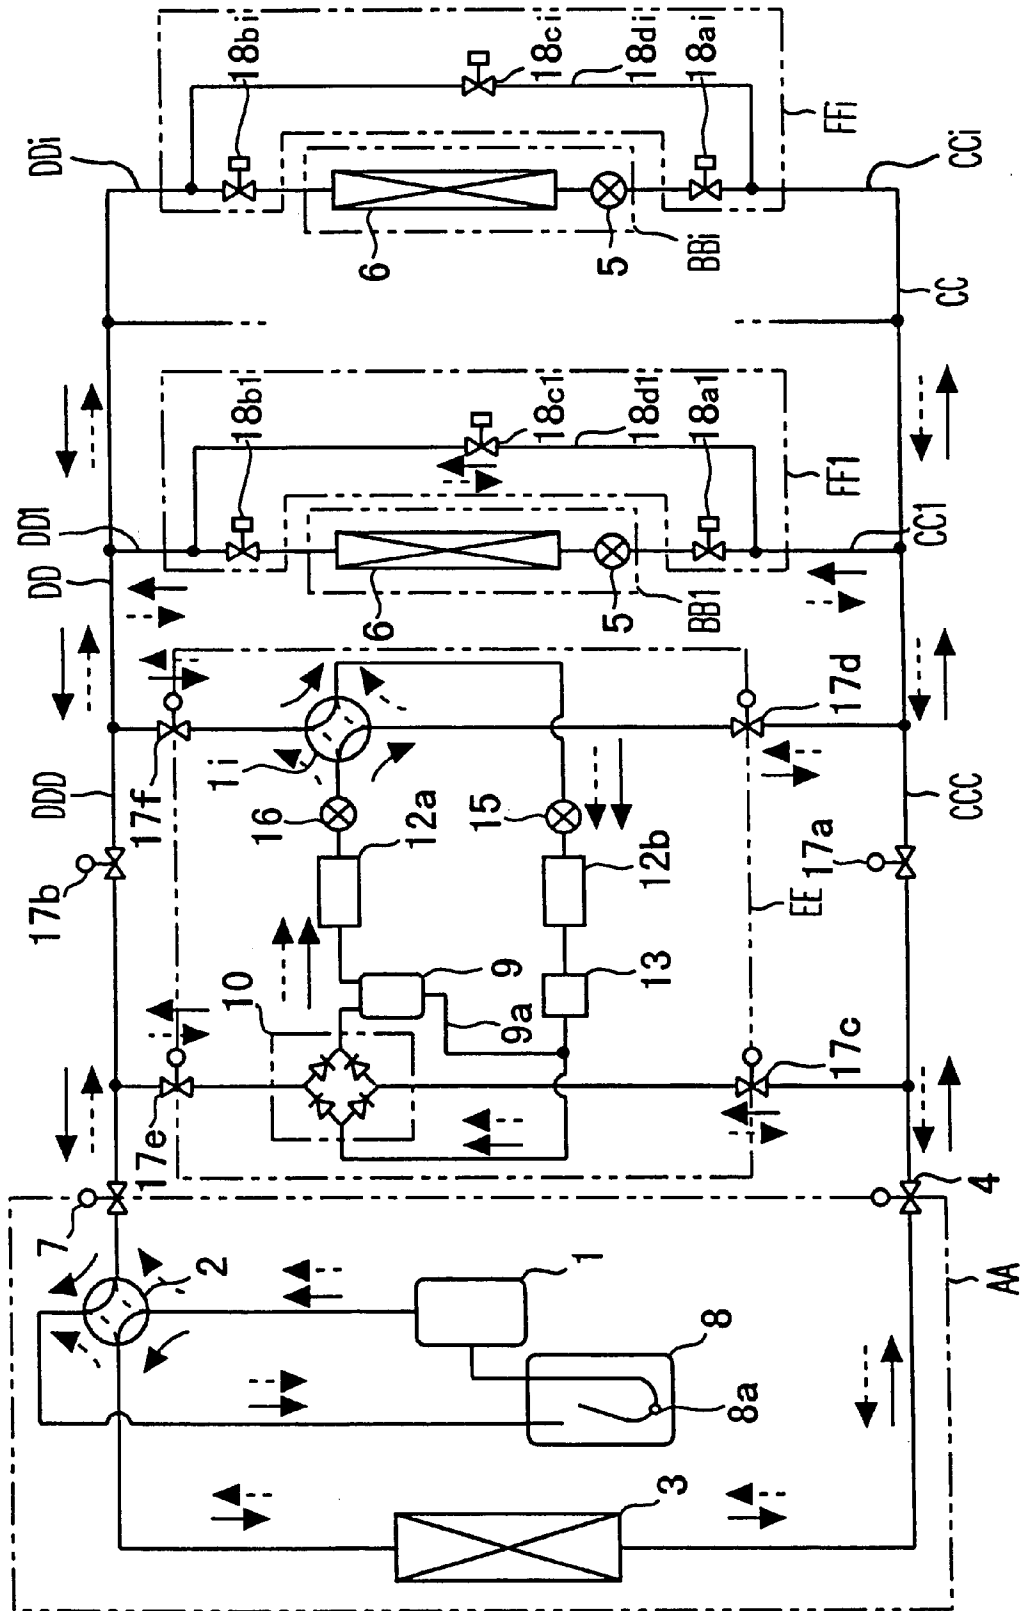 7
17b
DDD
DD
DD1
DDi
17e
17f
2
1i
10
16
18b1
18bi
12a
6
6
9
9a
15
1
18c1
18ci
5
5
13
12b
18d1
18di
3
8
8a
BB1
18a1
BBi
18ai
17c
EE
17a
17d
FF1
FFi
4
CCC
CC1
CC
CCi
AA